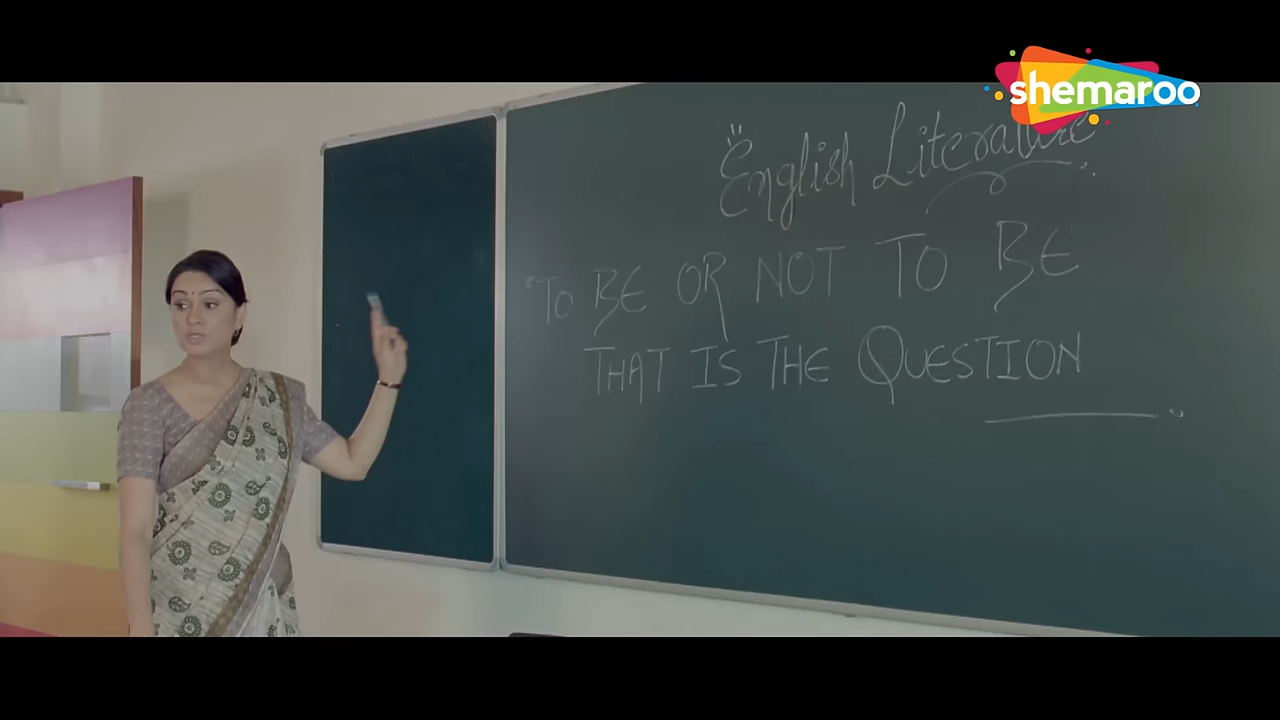 shemaroo
"English Literature
"TO BE OR NOT TO BE
THAT IS THE QUESTION